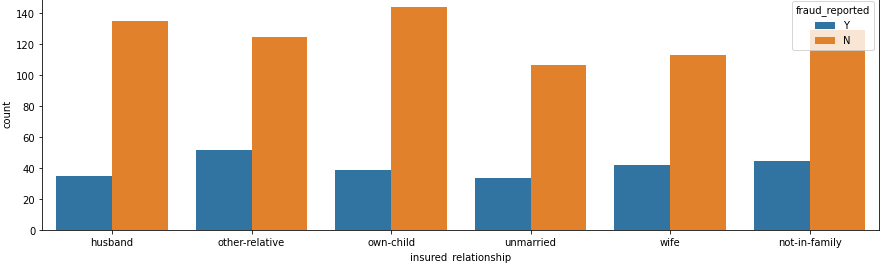 140
120
100
80
60
40
20
0
count
fraud_reported
Y
N
husband other-relative own-child unmarried wife not-in-family
insured_relationship